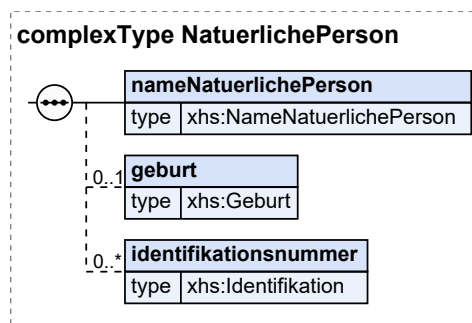 complexType NatuerlichePerson
nameNatuerlichePerson
type xhs:NameNatuerlichePerson
0..1 geburt
type xhs:Geburt
0..* identifikationsnummer
type xhs:Identifikation